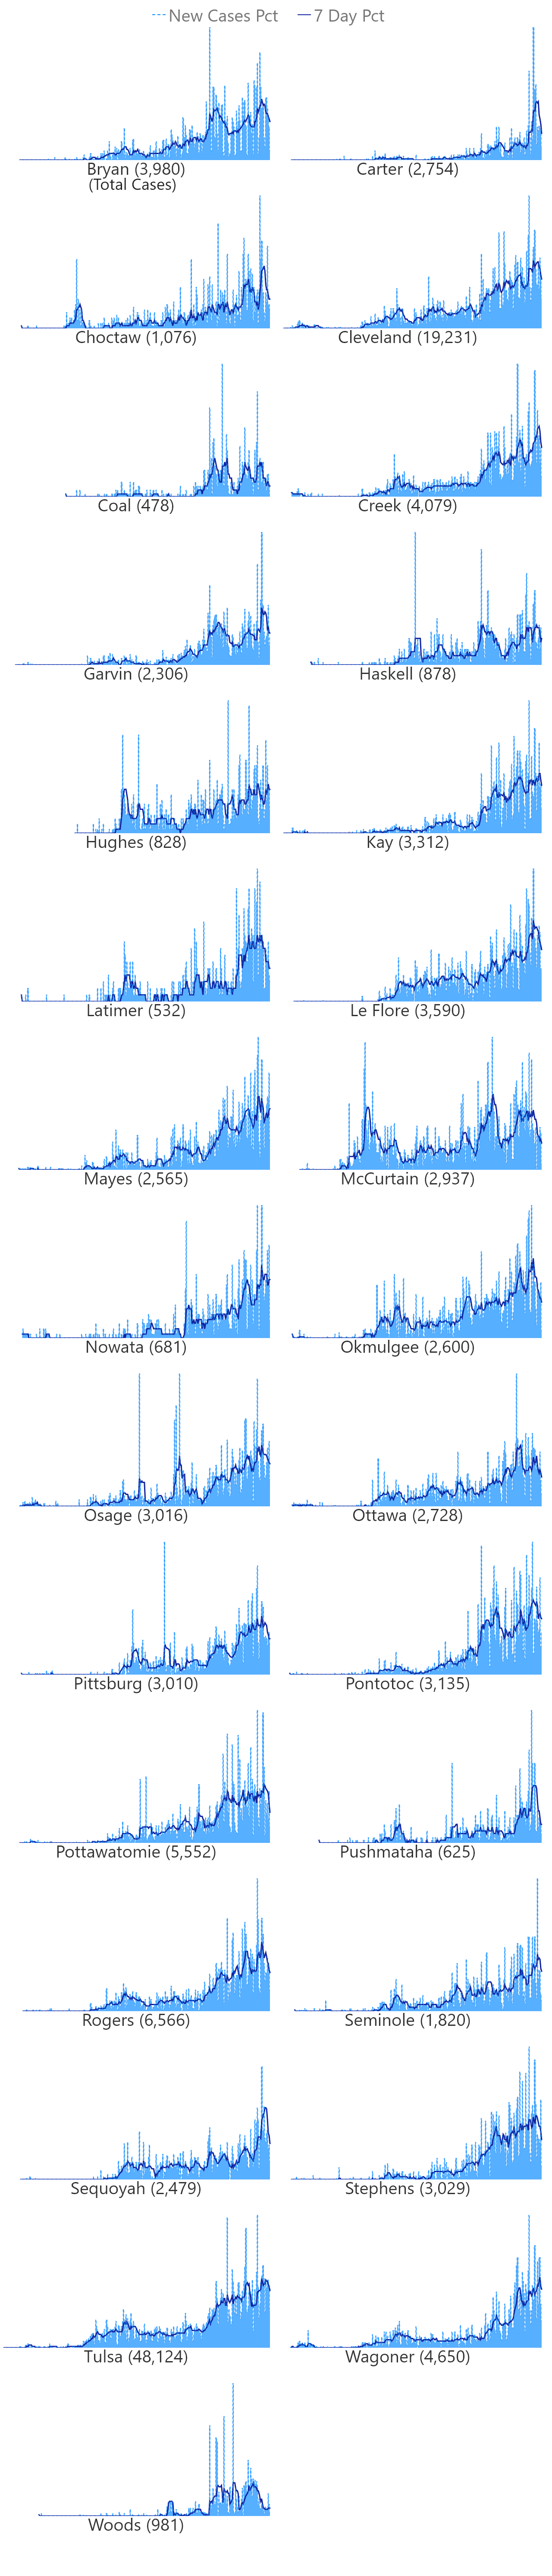 New Cases Pct 7 Day Pct
Bryan (3,980) Carter (2,754)
(Total Cases)
Choctaw (1,076) Cleveland (19,231)
Coal (478) Creek (4,079)
Garvin (2,306) Haskell (878)
Hughes (828) Kay (3,312)
Latimer (532) Le Flore (3,590)
Mayes (2,565) McCurtain (2,937)
Nowata (681) Okmulgee (2,600)
Osage (3,016) Ottawa (2,728)
Pittsburg (3,010) Pontotoc (3,135)
Pottawatomie (5,552) Pushmataha (625)
Rogers (6,566) Seminole (1,820)
Sequoyah (2,479) Stephens (3,029)
Tulsa (48,124) Wagoner (4,650)
Woods (981)